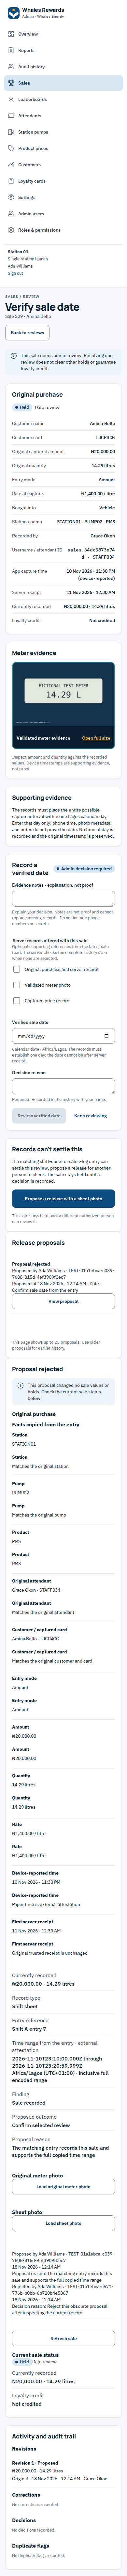 Whales Rewards
Admin · Whales Energy
Overview
Reports
Audit history
Sales
Leaderboards
Attendants
Station pumps
Product prices
Customers
Loyalty cards
Settings
Admin users
Roles & permissions
Station 01
Single-station launch
Ada Williams
Sign out
SALES / REVIEW
Verify sale date
Sale 529 · Amina Bello
Back to reviews
This sale needs admin review. Resolving one review does not clear other holds or guarantee loyalty credit.
Original purchase
Held
Date review
Customer name
Amina Bello
Customer card
Original captured amount
₦20,000.00
Original quantity
14.29 litres
Entry mode
Amount
Rate at capture
₦1,400.00 / litre
Bought into
Vehicle
Station / pump
STATION01 · PUMP02 · PMS
Recorded by
Grace Okon
Username / attendant ID
App capture time
10 Nov 2026 · 11:30 PM
(device-reported)
Server receipt
11 Nov 2026 · 12:30 AM
Currently recorded
₦20,000.00 · 14.29 litres
Loyalty credit
Not credited
Meter evidence
FICTIONAL TEST METER
14.29 L
Validated meter evidence
Open full size
Impact amount and quantity against the recorded values. Device timestamps are supporting evidence, not proof.
Supporting evidence
The records must place the entire possible capture interval within one Lagos calendar day. Enter that day only, phone time, photo metadata and notes do not prove the date. No time of day is recorded and the original timestamp is preserved.
Record a
verified date
Admin decision required
Evidence notes · explanation, not proof
Explain your decision. Notes are not proof and cannot replace missing records. Do not include phone numbers or secrets.
Server records offered with this sale
Optional supporting references from the latest sale read. The server checks the complete history even when none are selected.
Original purchase and server receipt
Validated meter photo
Captured price record
Verified sale date
mm/dd/yyyy
Calendar date · Africa/Lagos. The records must establish one day; the date cannot be after server receipt.
Decision reason
Required. Recorded in the history with your name.
Review verified date
Keep reviewing
Records can't settle this
If a matching shift-sheet or sales-log entry can settle this review, propose a release for another person to check. The sale stays held until a decision is recorded.
Propose a release with a sheet photo
This sale stays held until a different authorized person can review it.
Release proposals
Proposal rejected
Proposed at 18 Nov 2026 · 12:14 AM · Date · Confirm sale date from the entry
View proposal
This page shows up to 20 proposals. Use older proposals for earlier history.
Proposal rejected
This proposal changed no sale values or holds. Check the current sale status below.
Original purchase
Facts copied from the entry
Station
STATION01
Station
Matches the original station
Pump
PUMP02
Pump
Matches the original pump
Product
PMS
Product
PMS
Original attendant
Grace Okon · STAFF034
Original attendant
Matches the original attendant
Customer / captured card
Customer / captured card
Matches the original customer and card
Entry mode
Amount
Entry mode
Amount
Amount
₦20,000.00
Amount
₦20,000.00
Quantity
14.29 litres
Quantity
14.29 litres
Rate
₦1,400.00 / litre
Rate
₦1,400.00 / litre
Device-reported time
10 Nov 2026 · 11:30 PM
Device-reported time
Paper time is external attestation
First server receipt
11 Nov 2026 · 12:30 AM
First server receipt
Original trusted receipt is unchanged
Currently recorded
₦20,000.00 · 14.29 litres
Record type
Shift sheet
Entry reference
Shift A entry 7
Time range from the entry · external attestation
2026-11-10T23:10:00.000Z through
2026-11-10T23:20:59.999Z
Africa/Lagos (UTC+01:00) · inclusive full encoded range
Finding
Sale recorded
Proposed outcome
Confirm selected review
Proposal reason
The matching entry records this sale and supports the full copied time range
Original meter photo
Load original meter photo
Sheet photo
Load sheet photo
18 Nov 2026 · 12:14 AM
Proposal reason: The matching entry records this sale and supports the full copied time range
18 Nov 2026 · 12:14 AM
Decision reason: Reject this obsolete proposal after inspecting the current record
Refresh sale
Current sale status
Held
Date review
Currently recorded
₦20,000.00 · 14.29 litres
Loyalty credit
Not credited
Activity and audit trail
Revisions
Revision 1 · Proposed
₦20,000.00 · 14.29 litres
Original · 18 Nov 2026 · 12:14 AM · Grace Okon
Corrections
No corrections recorded.
Decisions
No decisions recorded.
Duplicate flags
No duplicate flags recorded.